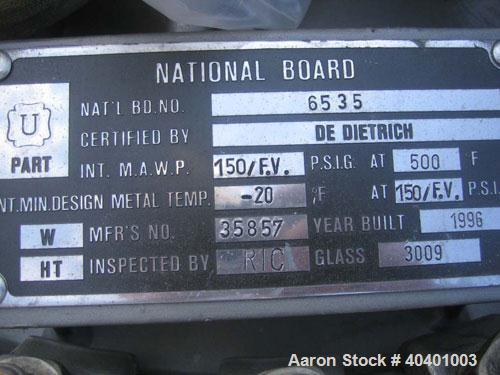 NATIONAL BOARD
U
PART
NAT'L BD.NO. 6535
CERTIFIED BY DE DIETRICH
INT. M.A.W.P. 150/F.V. P.S.I.G. AT 500 °F
NT.MIN.DESIGN METAL TEMP. -20 °F AT 150/F.V. P.S.I
W MFR'S NO. 35857 YEAR BUILT 1996
HT INSPECTED BY RIC GLASS 3009
Aaron Stock # 40401003